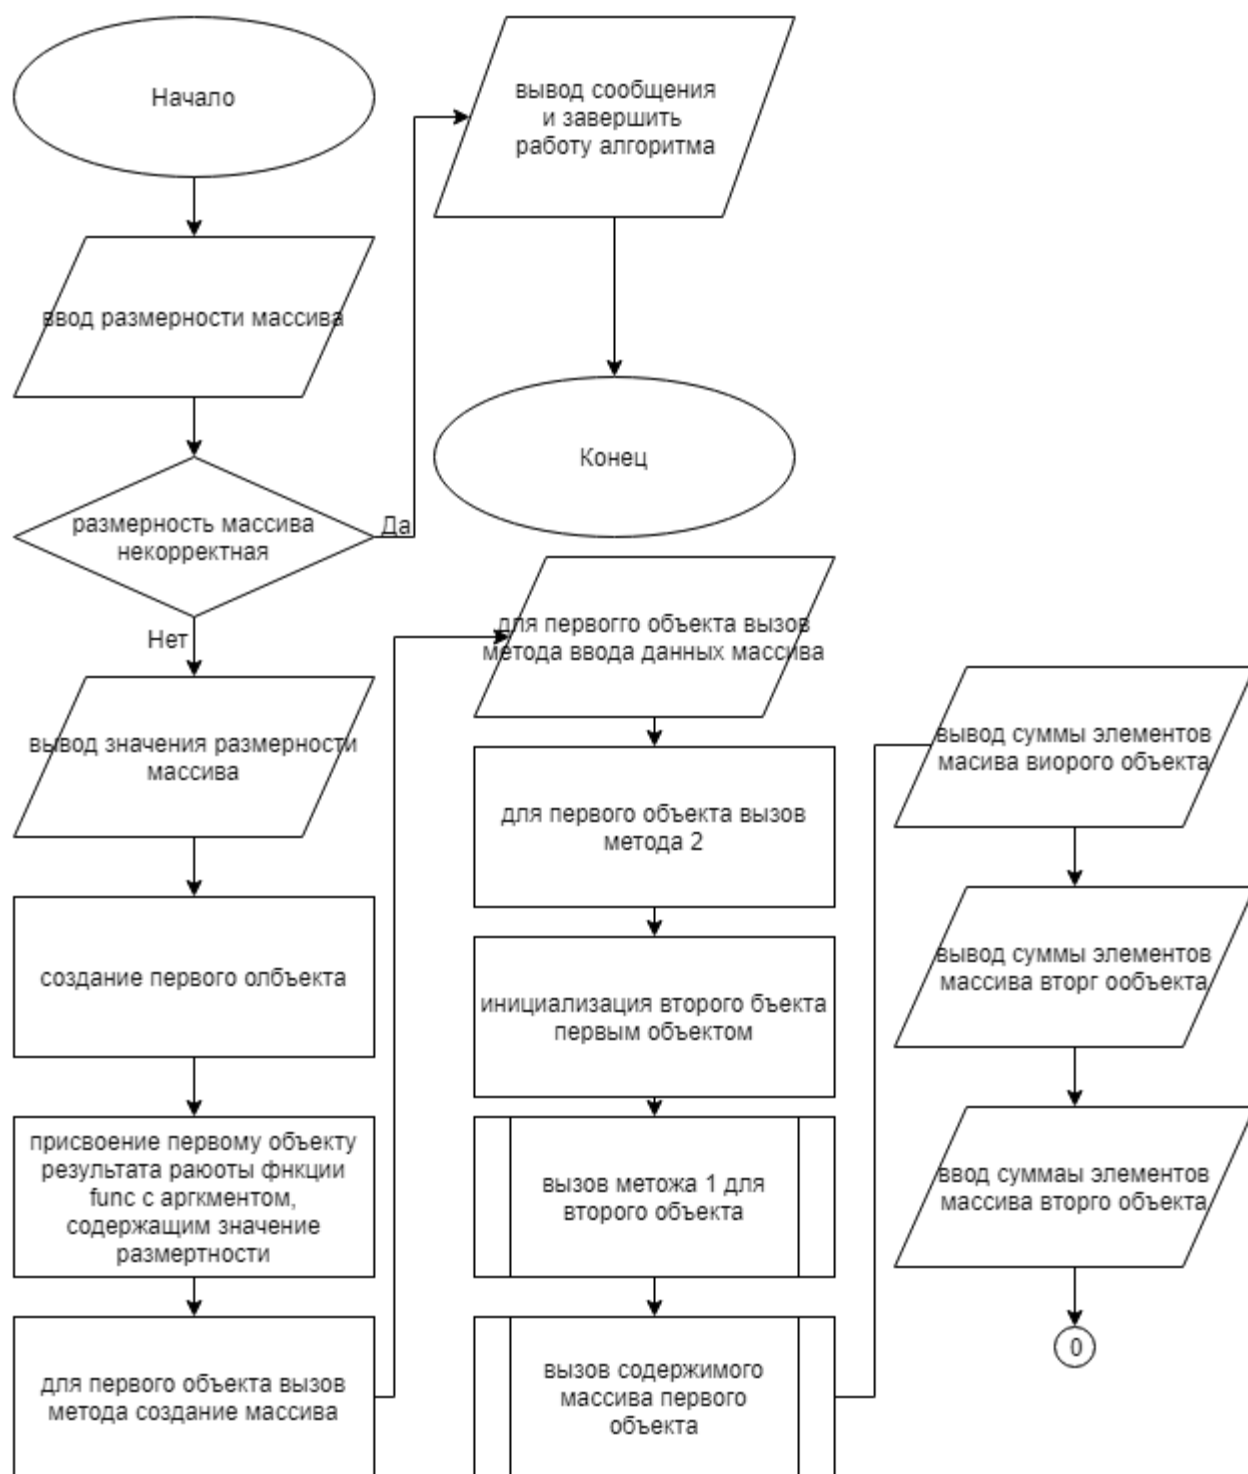 Начало
ввод размерности массива
размерность массива
некорректная
Да
Нет
вывод значения размерности
массива
создание первого олбъекта
присвоение первому объекту
результата раюоты фнкции
func с аргкментом,
содержащим значение
размертности
для первого объекта вызов
метода создание массива
вывод сообщения
и завершить
работу алгоритма
Конец
для первогго объекта вызов
метода ввода данных массива
для первого объекта вызов
метода 2
инициализация второго бъекта
первым объектом
вызов метожа 1 для
второго объекта
вызов содержимого
массива первого
объекта
вывод суммы элементов
масива виорого объекта
вывод суммы элементов
массива вторг ообъекта
ввод суммаы элементов
массива вторго объекта
0